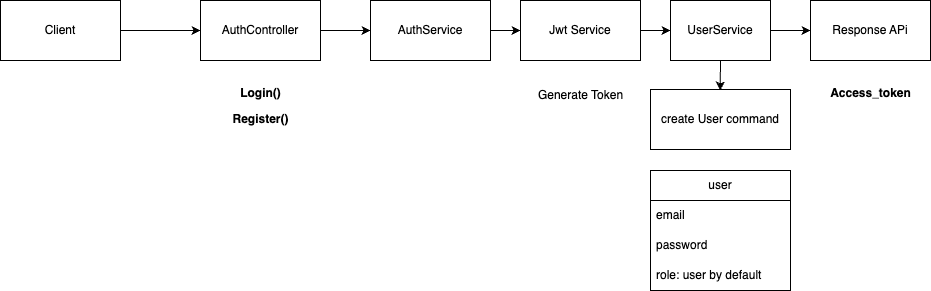 Client
AuthController
AuthService
Jwt Service
UserService
Response APi
Login()
Register()
Generate Token
create User command
Access_token
user
email
password
role: user by default